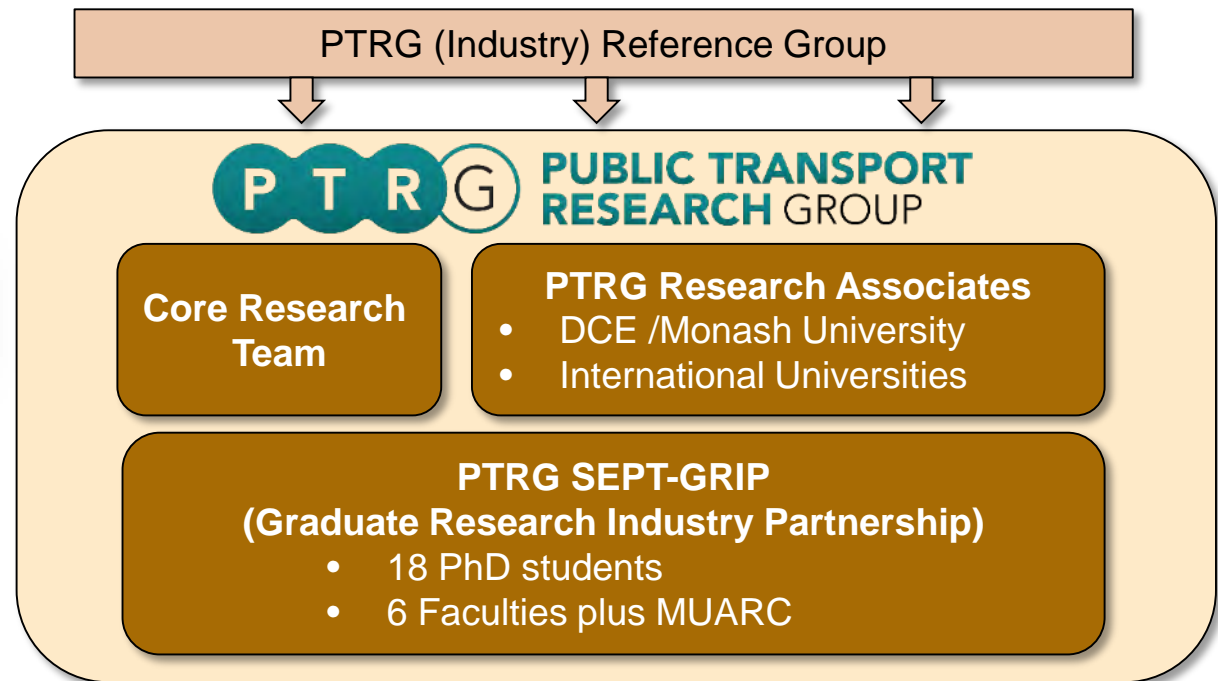 PTRG (Industry) Reference Group
PTRG PUBLIC TRANSPORT
RESEARCH GROUP
Core Research
Team
PTRG Research Associates
• DCE /Monash University
• International Universities
PTRG SEPT-GRIP
(Graduate Research Industry Partnership)
• 18 PhD students
• 6 Faculties plus MUARC